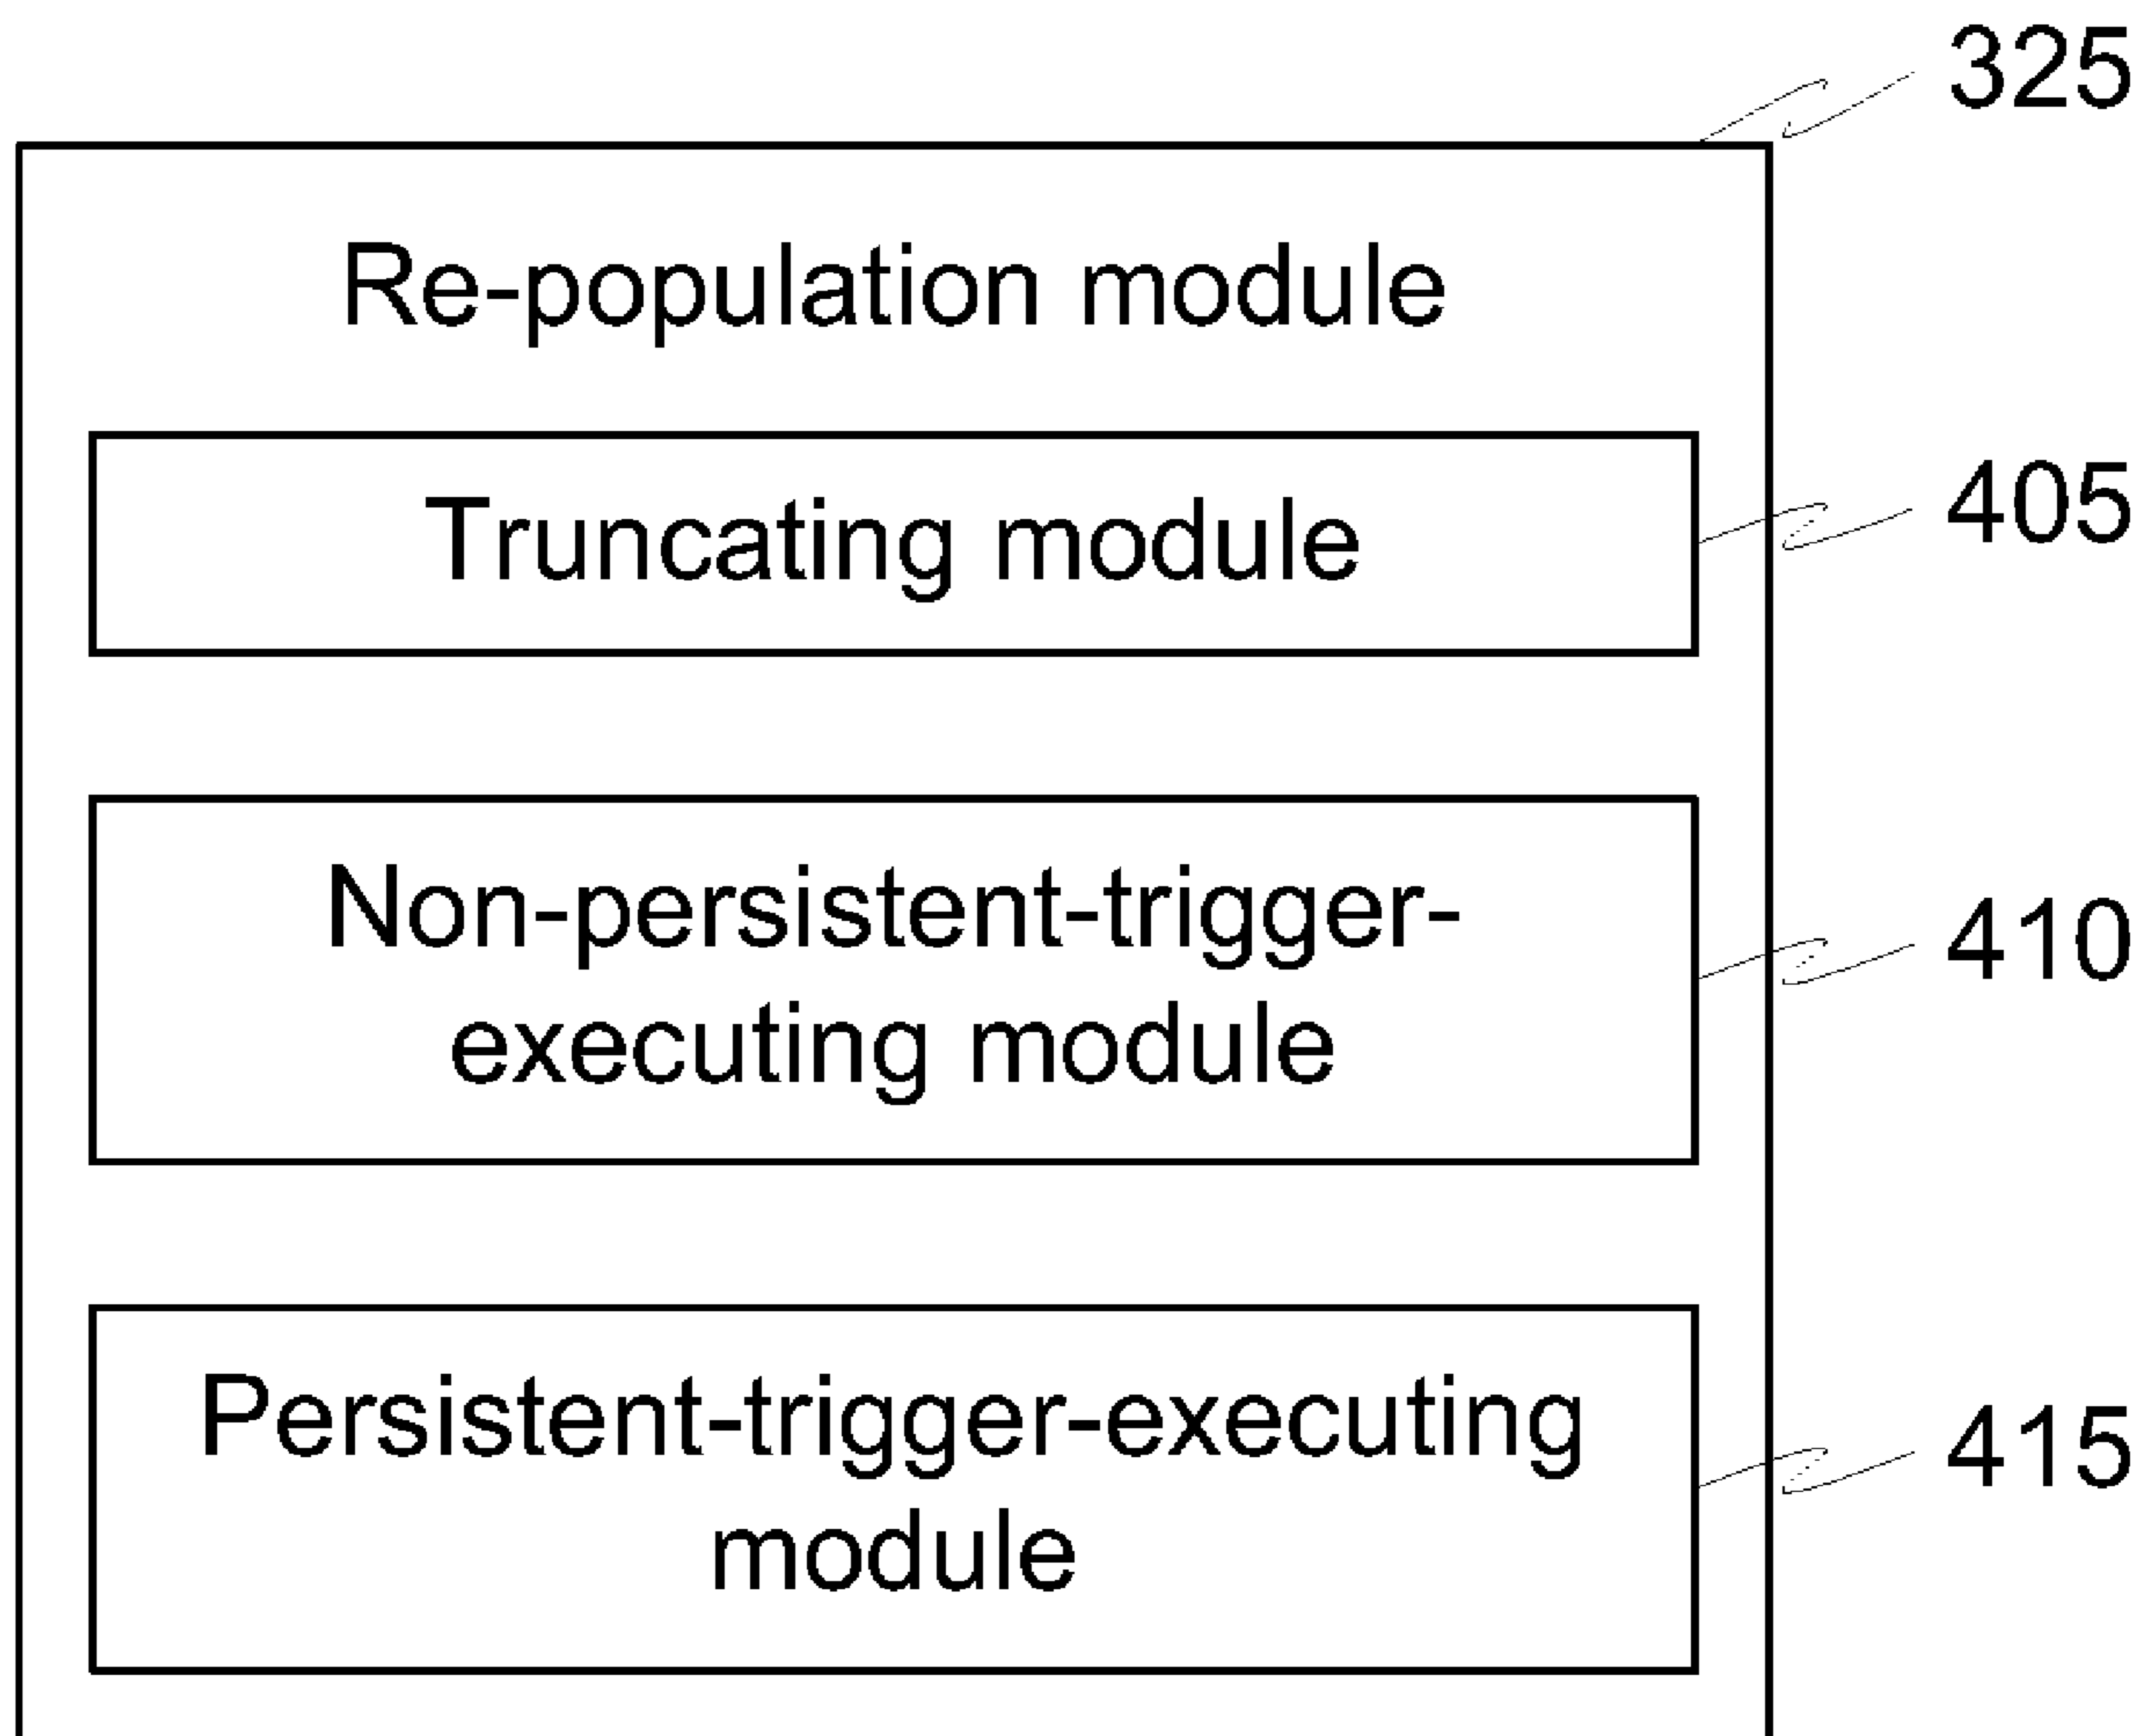 325
Re-population module
Truncating module
405
Non-persistent-trigger-
executing module
410
Persistent-trigger-executing
module
415